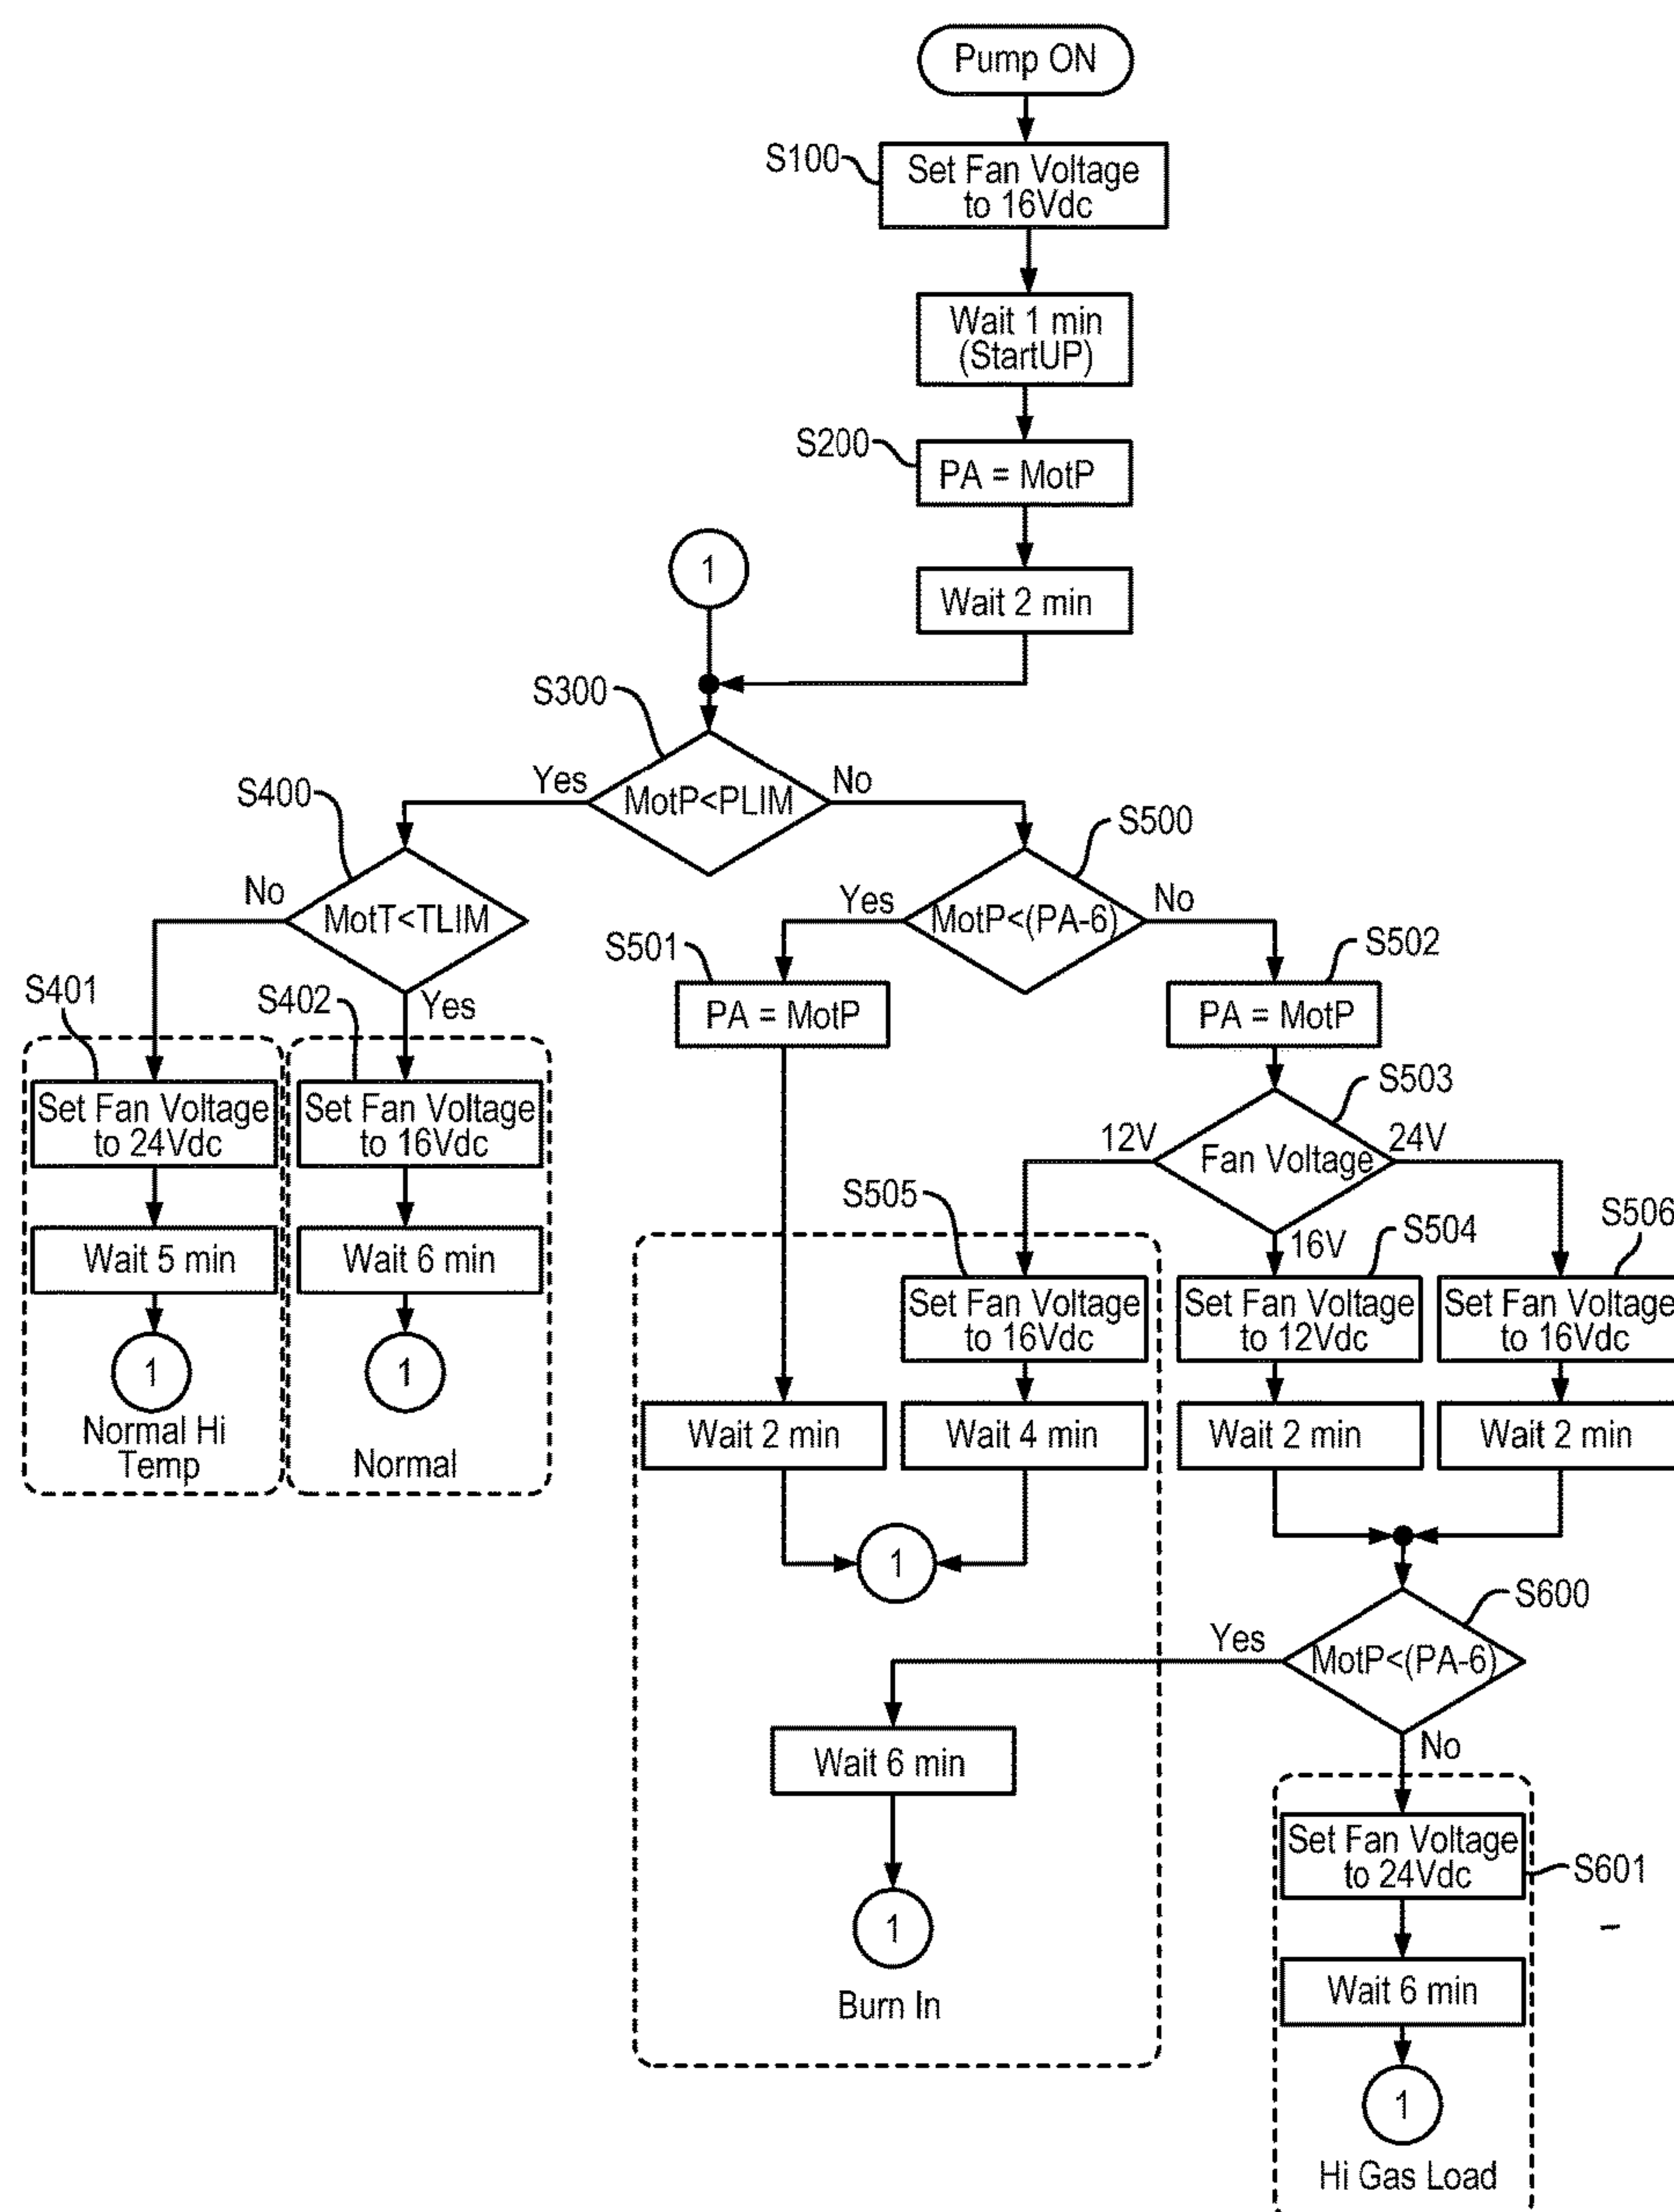 Pump ON
S100
Set Fan Voltage
to 16Vdc
Wait 1 min
(StartUP)
S200
PA = MotP
1
Wait 2 min
S300
Yes
MotP<PLIM
No
S400
No
MotT<TLIM
Yes
S500
Yes
MotP<(PA-6)
No
S501
PA = MotP
S502
PA = MotP
S401
Set Fan Voltage
to 24Vdc
Wait 5 min
1
Normal Hi
Temp
S402
Set Fan Voltage
to 16Vdc
Wait 6 min
1
Normal
S503
12V
Fan Voltage
24V
16V
S505
Set Fan Voltage
to 16Vdc
S504
Set Fan Voltage
to 12Vdc
S506
Set Fan Voltage
to 16Vdc
Wait 2 min
Wait 4 min
Wait 2 min
Wait 2 min
1
S600
Yes
MotP<(PA-6)
No
Wait 6 min
1
Burn In
Set Fan Voltage
to 24Vdc
S601
Wait 6 min
1
Hi Gas Load